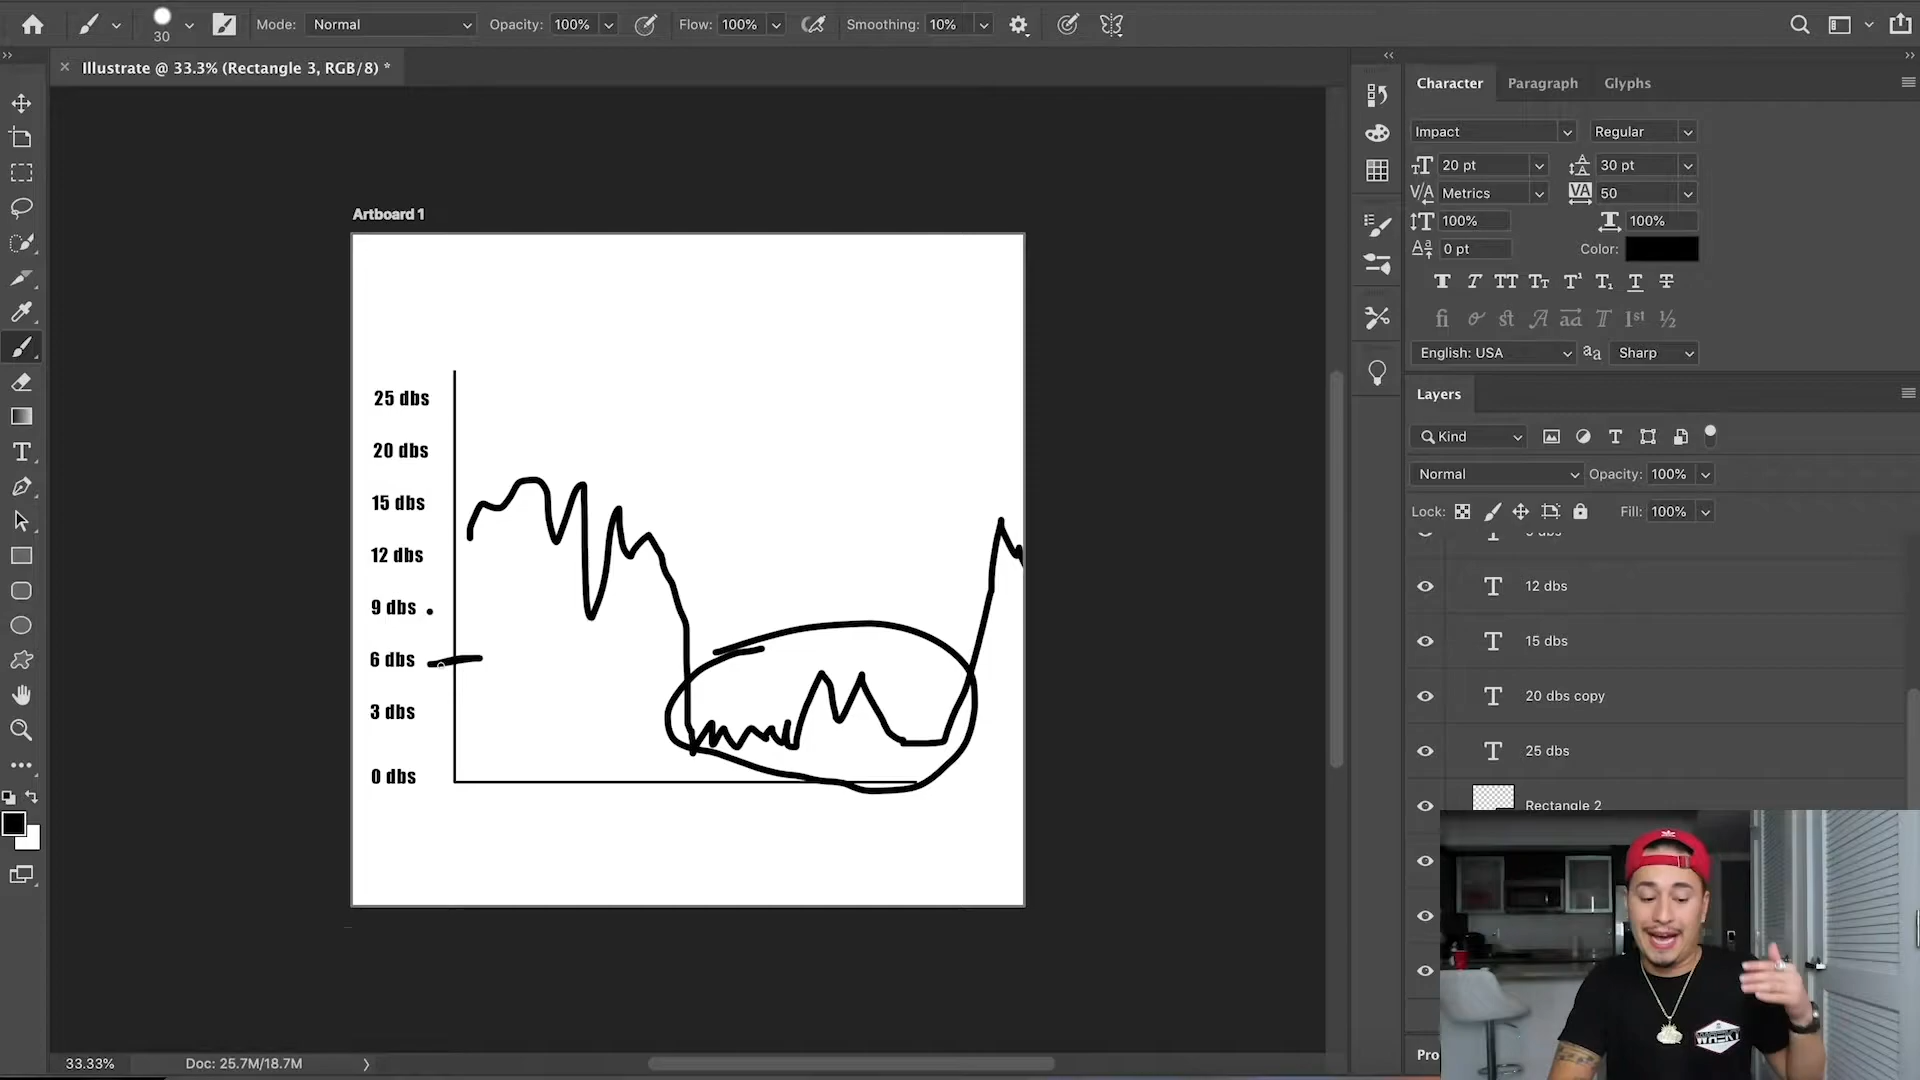 30
Mode:
Normal
Opacity:
100%
Flow:
100%
Smoothing:
10%
Illustrate @ 33.3% (Rectangle 3, RGB/8) *
Artboard 1
25 dbs
20 dbs
15 dbs
12 dbs
9 dbs
6 dbs
3 dbs
0 dbs
33.33%
Doc: 25.7M/18.7M
Character
Paragraph
Glyphs
Impact
Regular
20 pt
30 pt
Metrics
50
100%
100%
0 pt
Color:
English: USA
Sharp
Layers
Kind
Normal
Opacity:
100%
Lock:
Fill:
100%
12 dbs
15 dbs
20 dbs copy
25 dbs
Rectangle 2
Pro